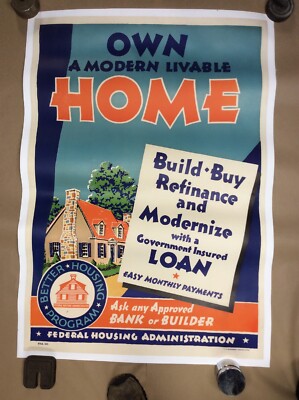 OWN
A MODERN LIVABLE
HOME
Build • Buy
Refinance
and
Modernize
with a
Government Insured
LOAN
EASY MONTHLY PAYMENTS
BETTER • HOUSING
PROGRAM
Ask any Approved
BANK or BUILDER
★ FEDERAL HOUSING ADMINISTRATION ★